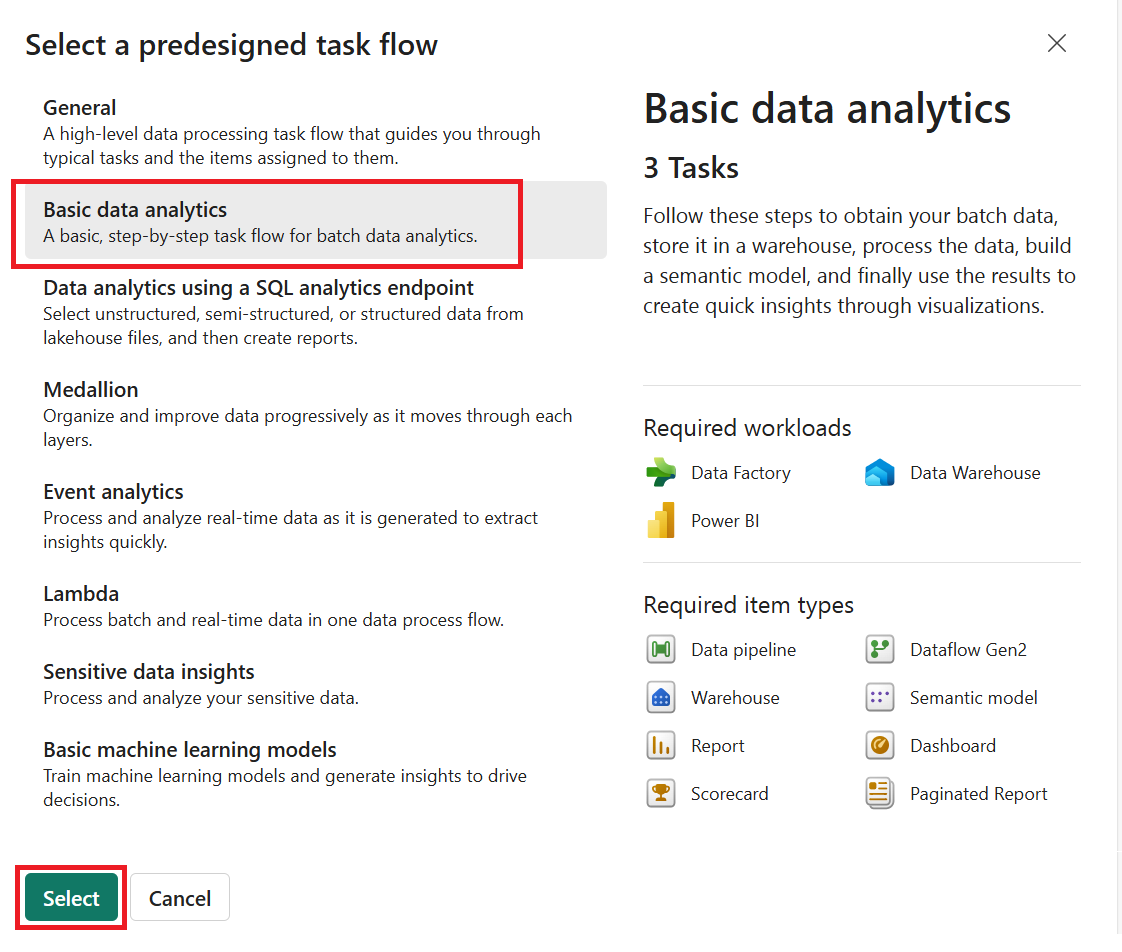 Select a predesigned task flow
General
A high-level data processing task flow that guides you through
typical tasks and the items assigned to them.
Basic data analytics
A basic, step-by-step task flow for batch data analytics.
Data analytics using a SQL analytics endpoint
Select unstructured, semi-structured, or structured data from
lakehouse files, and then create reports.
Medallion
Organize and improve data progressively as it moves through each
layers.
Event analytics
Process and analyze real-time data as it is generated to extract
insights quickly.
Lambda
Process batch and real-time data in one data process flow.
Sensitive data insights
Process and analyze your sensitive data.
Basic machine learning models
Train machine learning models and generate insights to drive
decisions.
Select
Cancel
Basic data analytics
3 Tasks
Follow these steps to obtain your batch data,
store it in a warehouse, process the data, build
a semantic model, and finally use the results to
create quick insights through visualizations.
Required workloads
Data Factory
Data Warehouse
Power BI
Required item types
Data pipeline
Dataflow Gen2
Warehouse
Semantic model
Report
Dashboard
Scorecard
Paginated Report